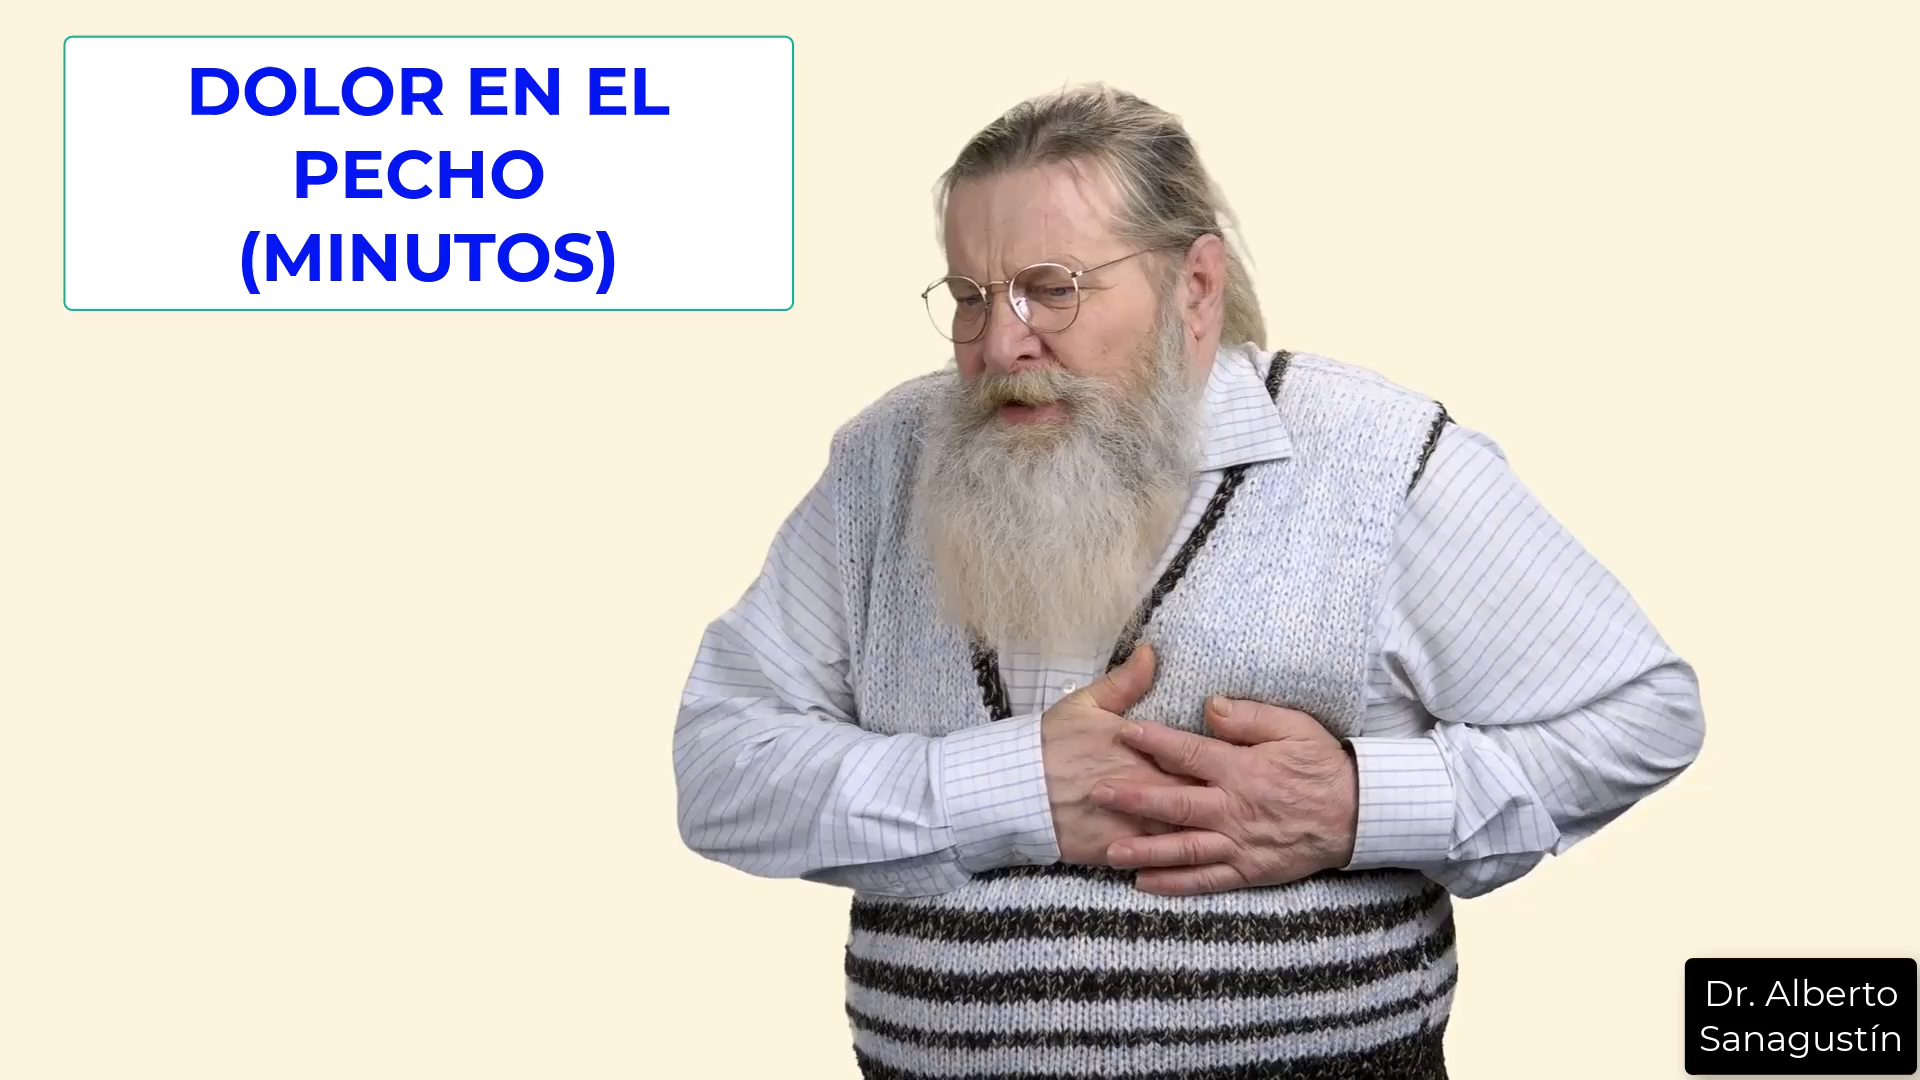 DOLOR EN EL
PECHO
(MINUTOS)
Dr. Alberto
Sanagustín